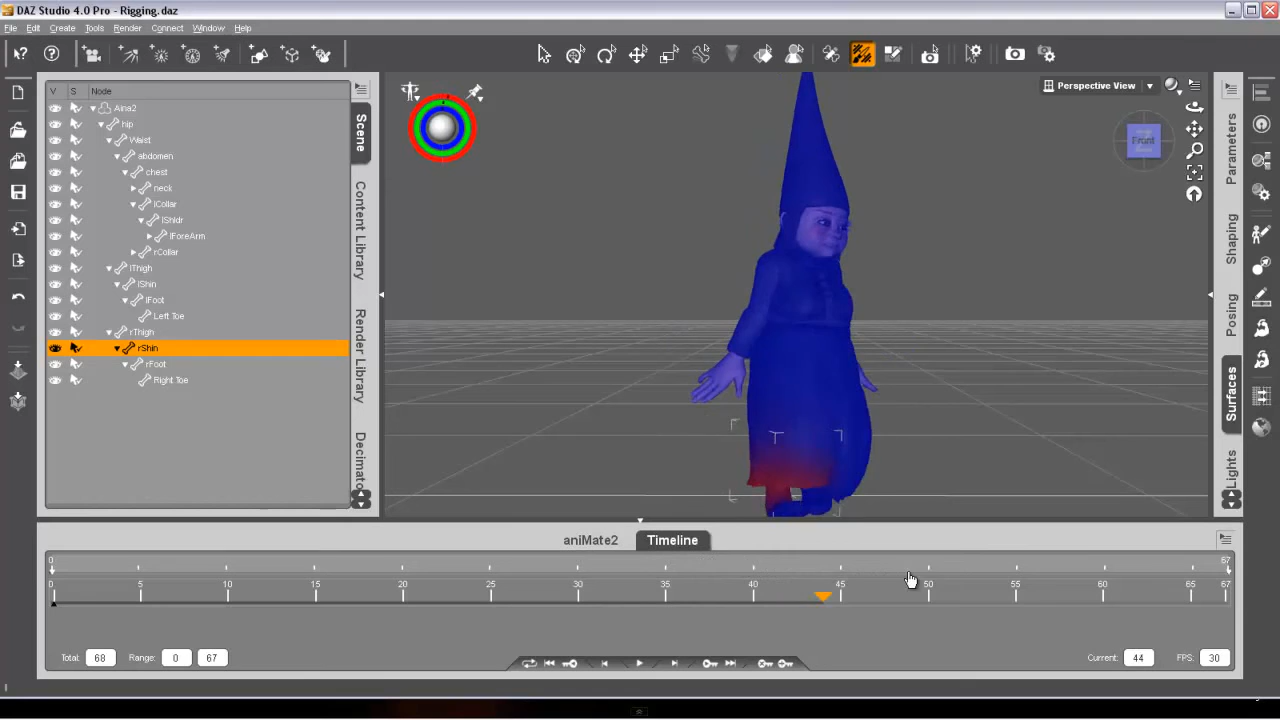 DAZ Studio 4.0 Pro - Rigging.daz
File Edit Create Tools Render Connect Window Help
V S Node
Aina2
hip
Waist
abdomen
chest
neck
lCollar
lShldr
lForeArm
rCollar
lThigh
lShin
lFoot
Left Toe
rThigh
rShin
rFoot
Right Toe
Scene
Content Library
Render Library
Decimato
Perspective View
Front
Parameters
Shaping
Posing
Surfaces
Lights
aniMate2 Timeline
0 67
0 5 10 15 20 25 30 35 40 45 50 55 60 65 67
Total: 68 Range: 0 67 Current: 44 FPS: 30